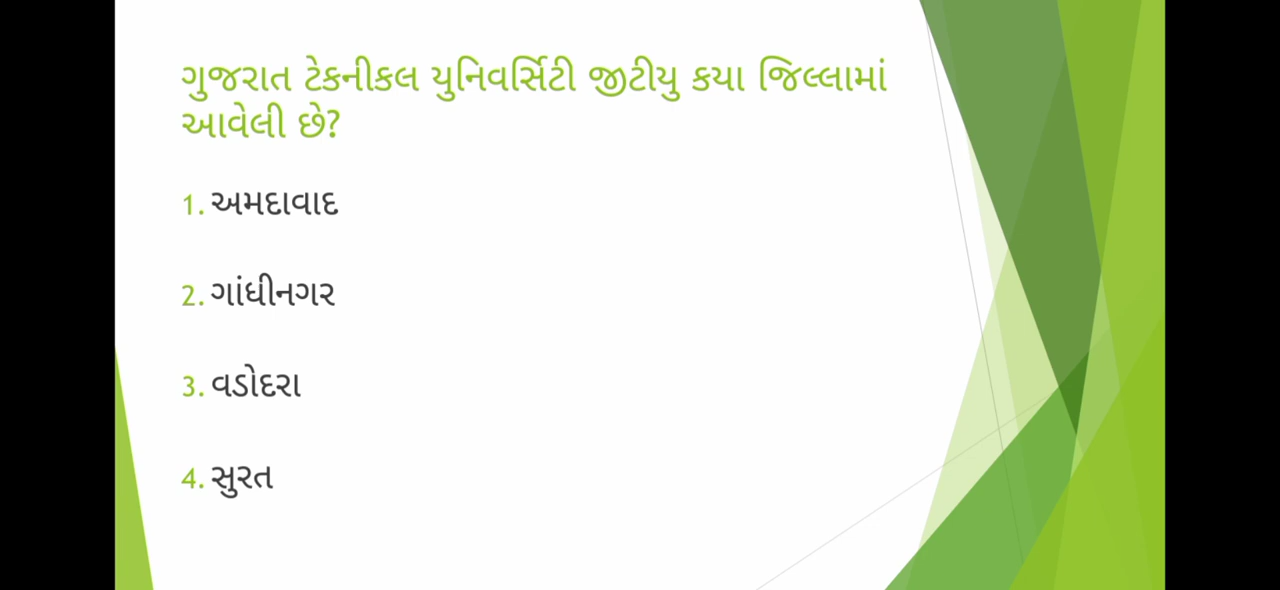 ગુજરાત ટેકનીકલ યુનિવર્સિટી જીટીયુ કયા જિલ્લામાં
આવેલી છે?
1. અમદાવાદ
2. ગાંધીનગર
3. વડોદરા
4. સુરત